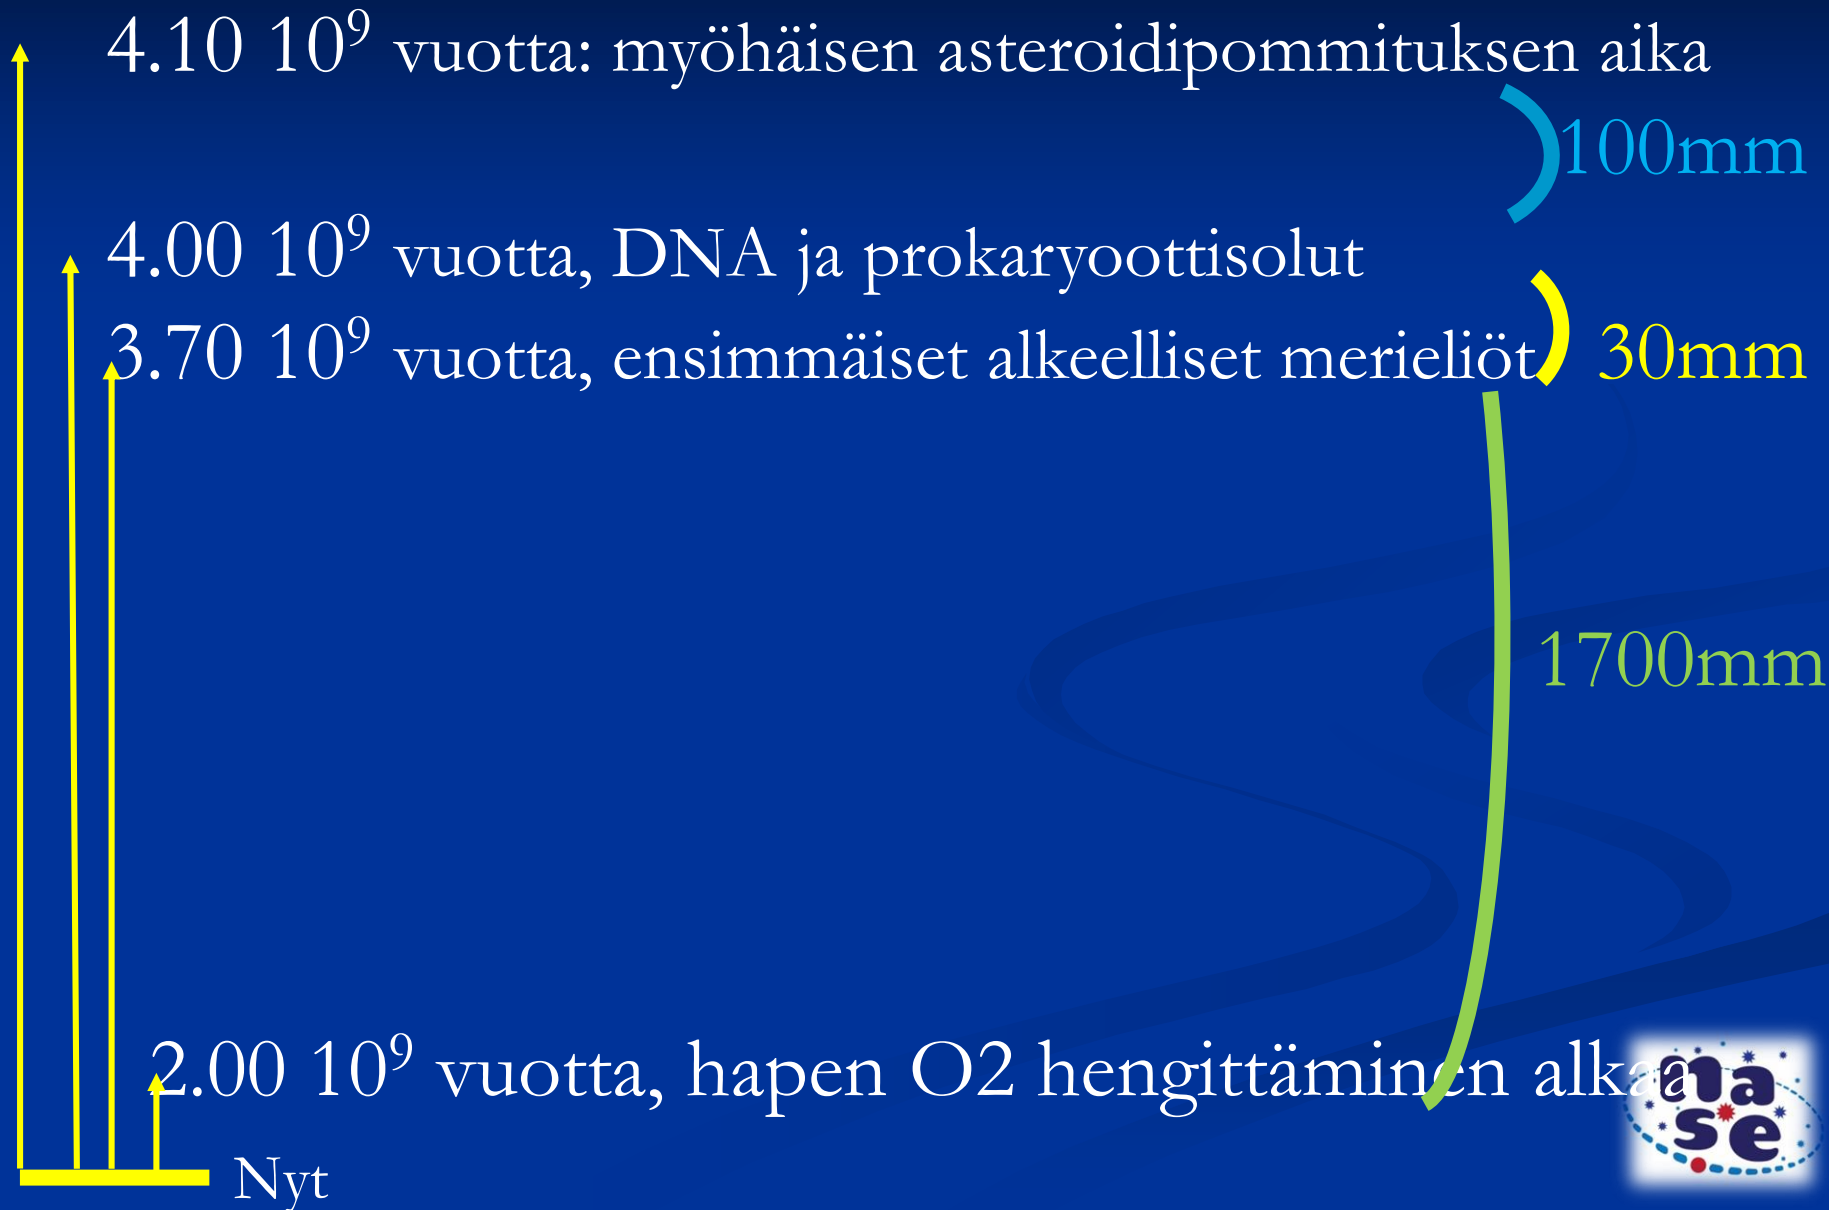 4.10 10⁹ vuotta: myöhäisen asteroidipommituksen aika
100mm
4.00 10⁹ vuotta, DNA ja prokaryoottisolut
3.70 10⁹ vuotta, ensimmäiset alkeelliset merieliöt
30mm
1700mm
2.00 10⁹ vuotta, hapen O2 hengittäminen alkaa
nase
Nyt